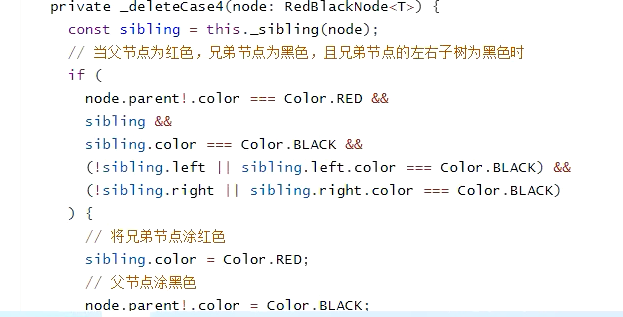 private _deleteCase4(node: RedBlackNode<T>) {
const sibling = this._sibling(node);
// 当父节点为红色，兄弟节点为黑色，且兄弟节点的左右子树为黑色时
if (
node.parent!.color === Color.RED &&
sibling &&
sibling.color === Color.BLACK &&
(!sibling.left || sibling.left.color === Color.BLACK) &&
(!sibling.right || sibling.right.color === Color.BLACK)
) {
// 将兄弟节点涂红色
sibling.color = Color.RED;
// 父节点涂黑色
node.parent!.color = Color.BLACK;